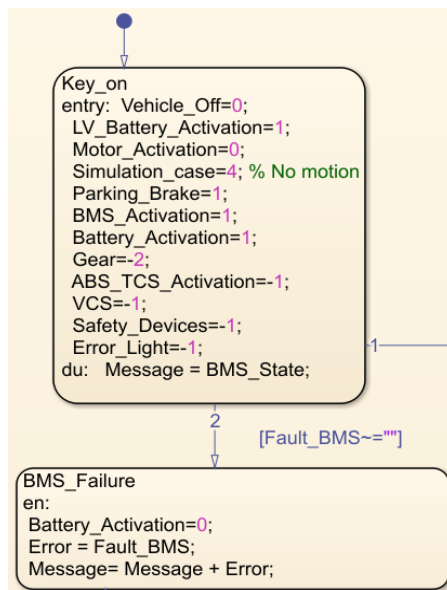 Key_on
entry:  Vehicle_Off=0;
LV_Battery_Activation=1;
Motor_Activation=0;
Simulation_case=4; % No motion
Parking_Brake=1;
BMS_Activation=1;
Battery_Activation=1;
Gear=-2;
ABS_TCS_Activation=-1;
VCS=-1;
Safety_Devices=-1;
Error_Light=-1;
du:   Message = BMS_State;
1
2
[Fault_BMS~=""]
BMS_Failure
en:
Battery_Activation=0;
Error = Fault_BMS;
Message= Message + Error;